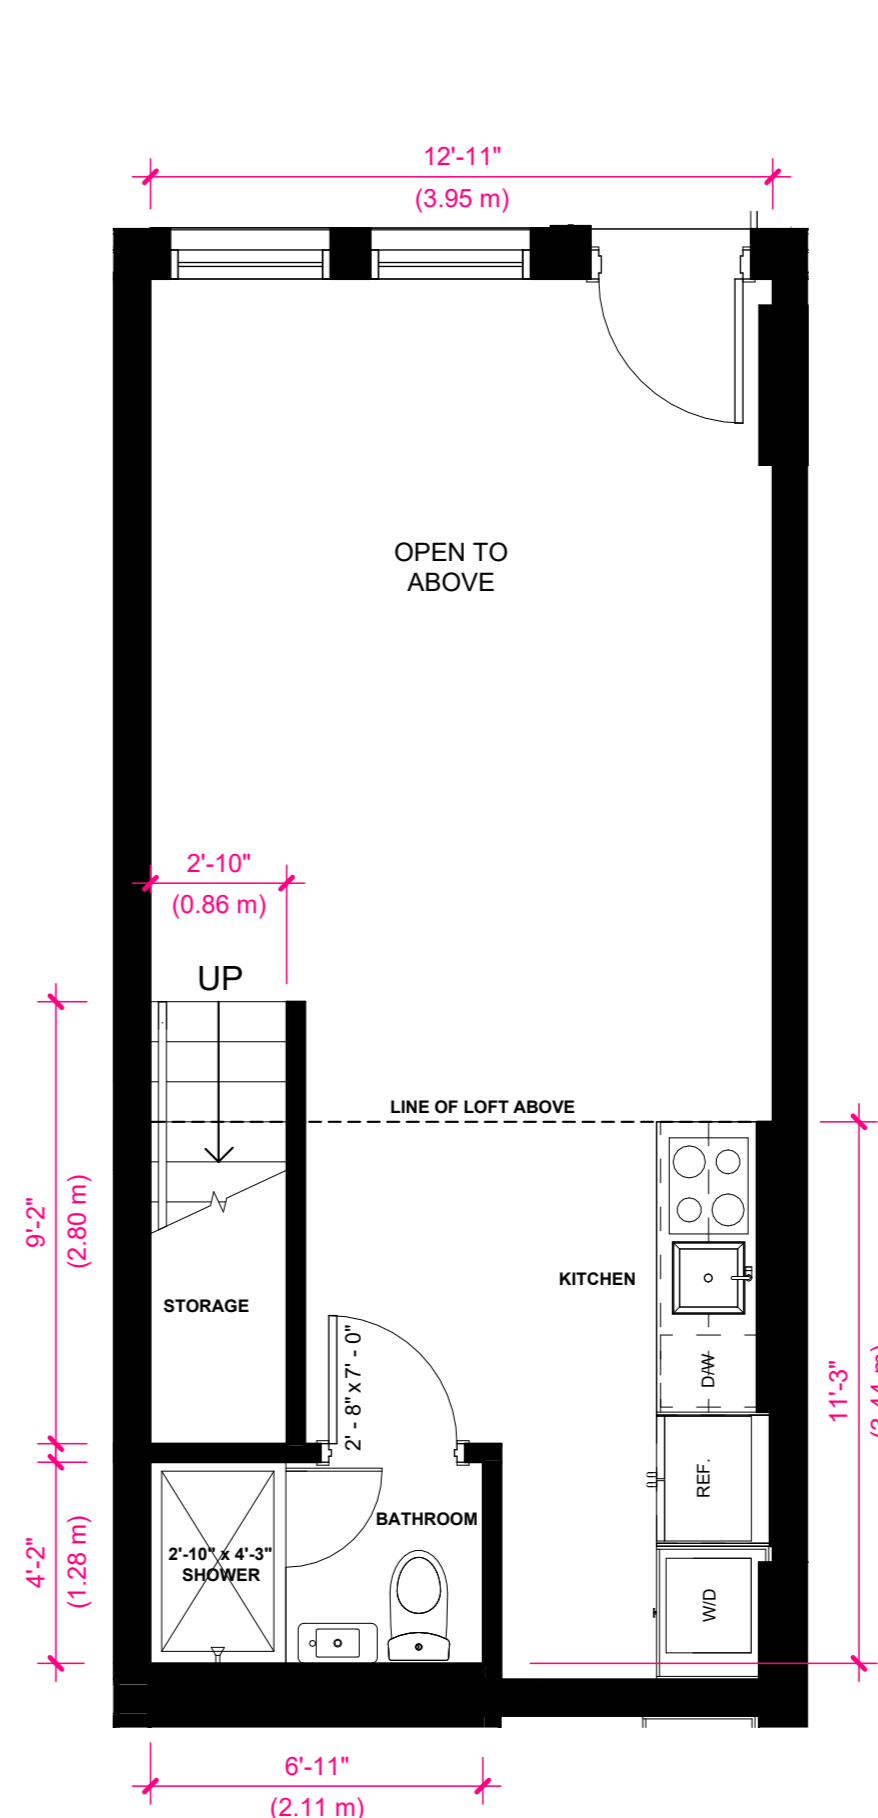 12'-11"
(3.95 m)
OPEN TO
ABOVE
2'-10"
(0.86 m)
UP
LINE OF LOFT ABOVE
9'-2"
(2.80 m)
STORAGE
KITCHEN
D/W
11'-3"
2' - 8" x 7' - 0"
REF.
BATHROOM
2'-10" x 4'-3"
SHOWER
4'-2"
(1.28 m)
W/D
6'-11"
(2.11 m)